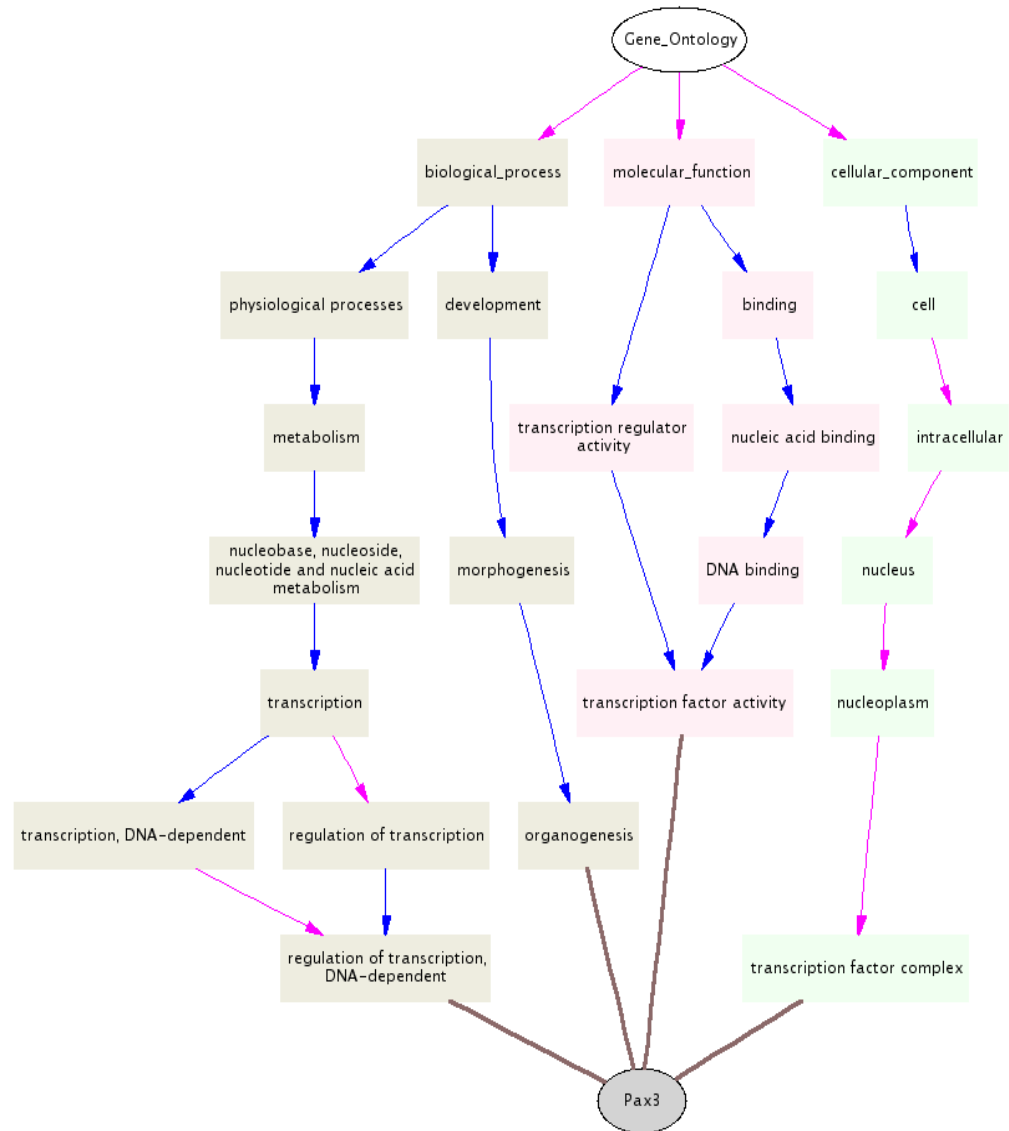 Gene_Ontology
biological_process
molecular_function
cellular_component
physiological processes
development
binding
cell
metabolism
transcription regulator
activity
nucleic acid binding
intracellular
nucleobase, nucleoside,
nucleotide and nucleic acid
metabolism
morphogenesis
DNA binding
nucleus
transcription
transcription factor activity
nucleoplasm
transcription, DNA-dependent
regulation of transcription
organogenesis
regulation of transcription,
DNA-dependent
transcription factor complex
Pax3